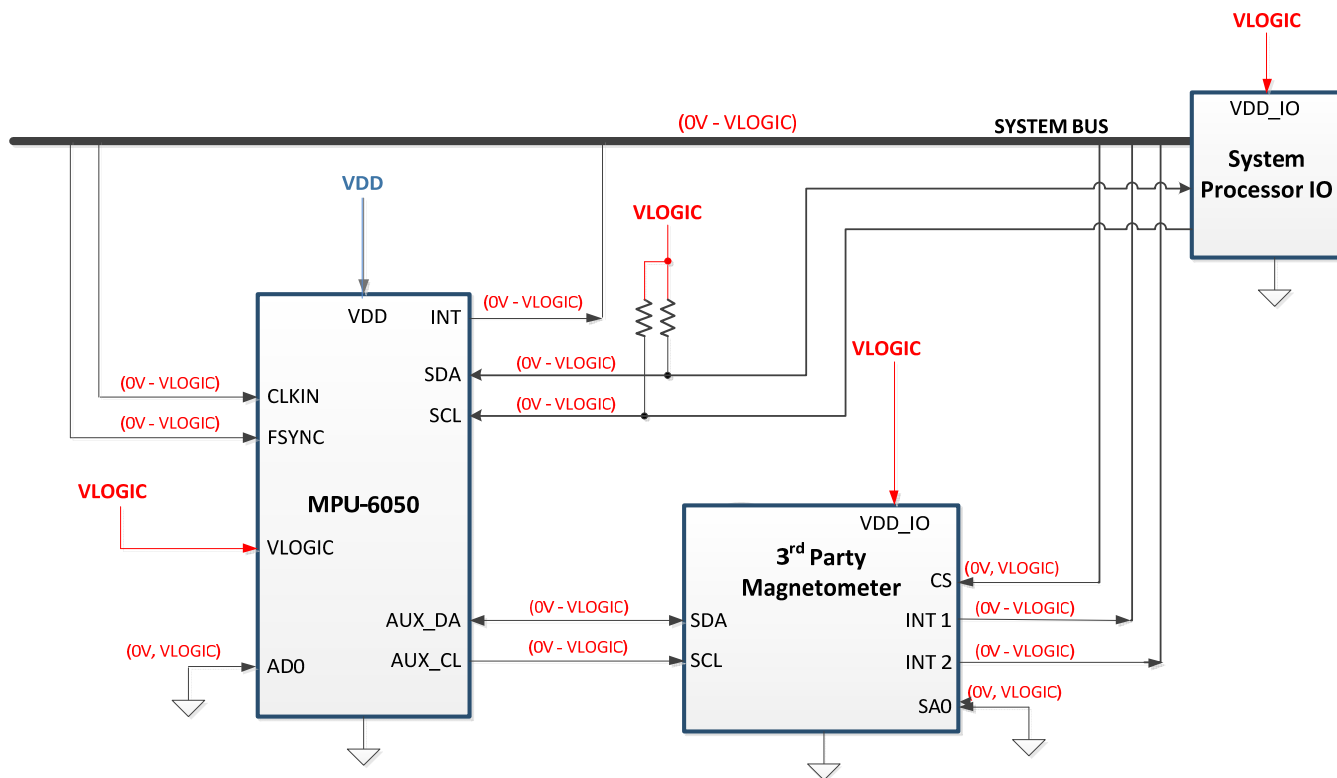 VLOGIC
VDD_IO
System
Processor IO
(0V - VLOGIC)
SYSTEM BUS
VDD
VLOGIC
VDD
INT
(0V - VLOGIC)
SDA
(0V - VLOGIC)
SCL
(0V - VLOGIC)
(0V - VLOGIC)
CLKIN
(0V - VLOGIC)
FSYNC
VLOGIC
MPU-6050
VLOGIC
AUX_DA
(0V - VLOGIC)
AUX_CL
(0V - VLOGIC)
(0V, VLOGIC)
AD0
VLOGIC
VDD_IO
3rd Party
Magnetometer
CS
(0V, VLOGIC)
SDA
INT 1
(0V - VLOGIC)
SCL
INT 2
(0V - VLOGIC)
SA0
(0V, VLOGIC)